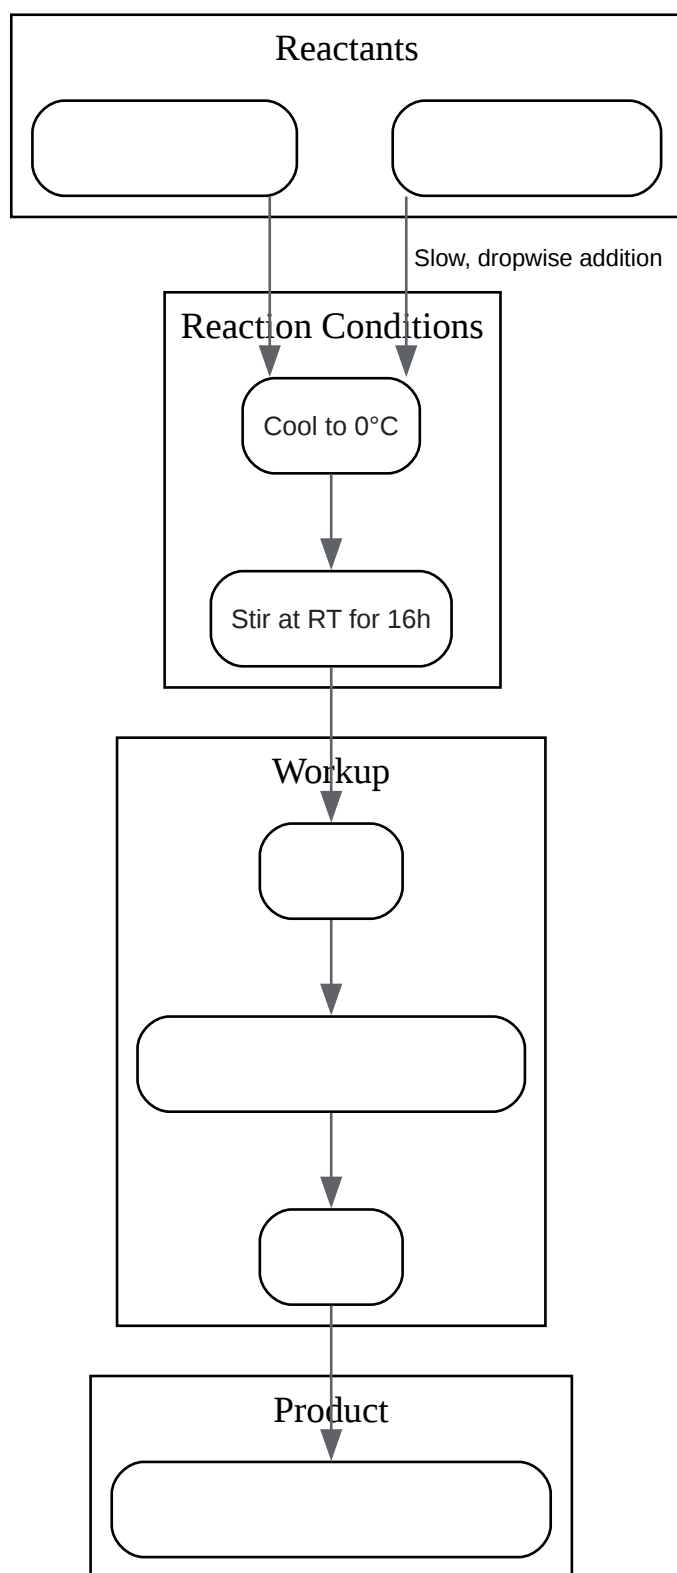 Reactants
Slow, dropwise addition
Reaction Conditions
Cool to 0°C
Stir at RT for 16h
Workup
Product